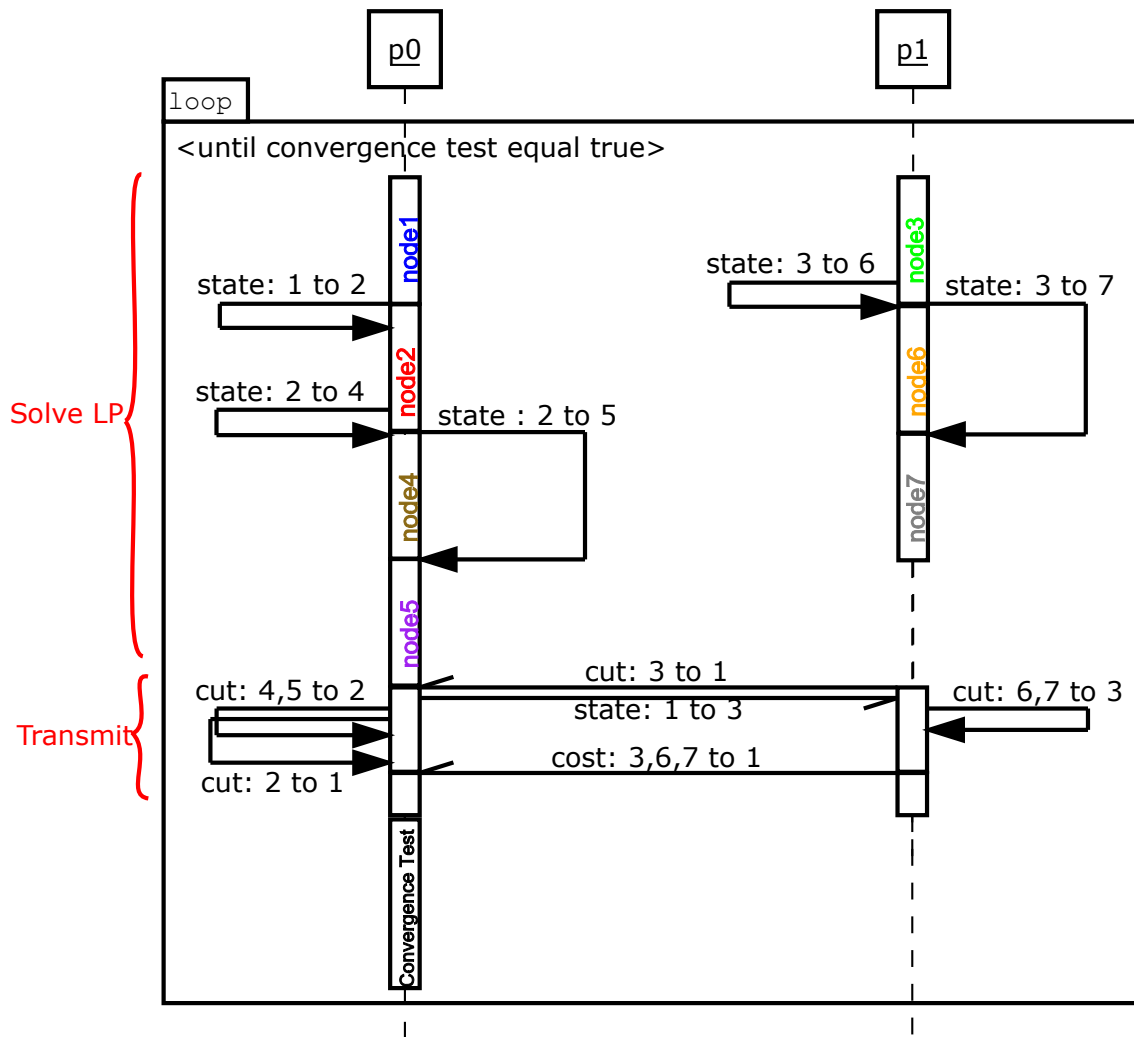 p0
p1
loop
<until convergence test equal true>
node1
node3
state: 3 to 6
state: 1 to 2
state: 3 to 7
node2
node6
state: 2 to 4
Solve LP
state : 2 to 5
node4
node7
node5
cut: 3 to 1
cut: 4,5 to 2
cut: 6,7 to 3
state: 1 to 3
Transmit
cost: 3,6,7 to 1
cut: 2 to 1
Convergence Test